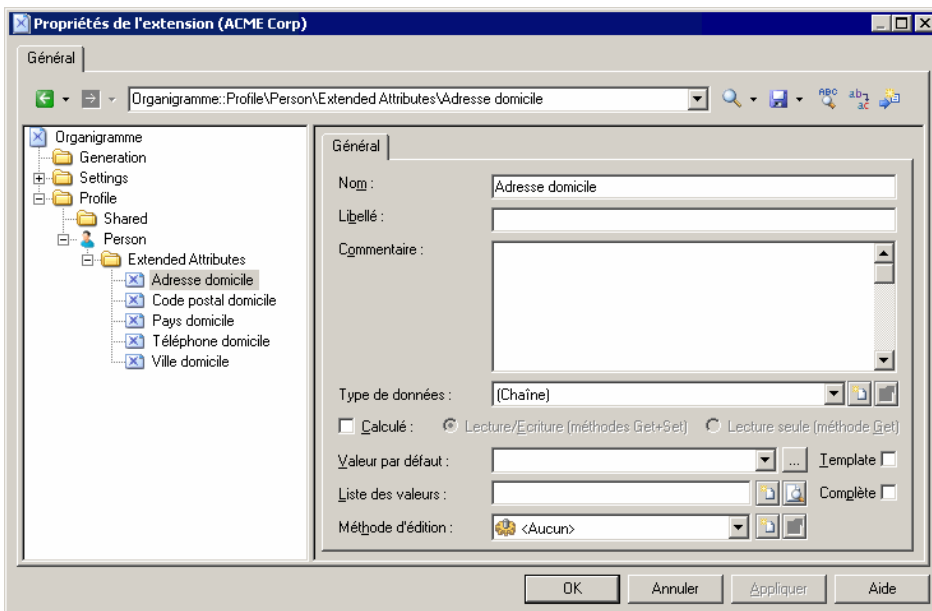 Propriétés de l'extension (ACME Corp)
Général
Organigramme::Profile\Person\Extended Attributes\Adresse domicile
Organigramme
Generation
Settings
Profile
Shared
Person
Extended Attributes
Adresse domicile
Code postal domicile
Pays domicile
Téléphone domicile
Ville domicile
Général
Nom : Adresse domicile
Libellé :
Commentaire :
Type de données : (Chaîne)
Calculé : Lecture/Ecriture (méthodes Get+Set) Lecture seule (méthode Get)
Valeur par défaut : ... Template
Liste des valeurs : Complète
Méthode d'édition : <Aucun>
OK Annuler Appliquer Aide